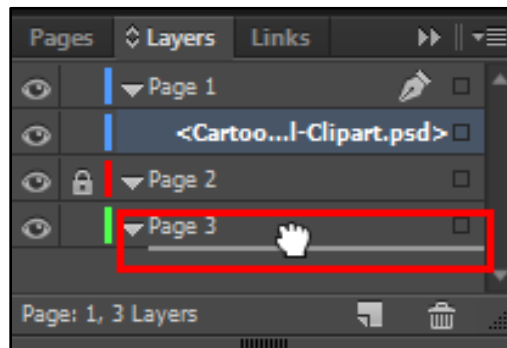 Pages Layers Links
Page 1
<Cartoo...l-Clipart.psd>
Page 2
Page 3
Page: 1, 3 Layers